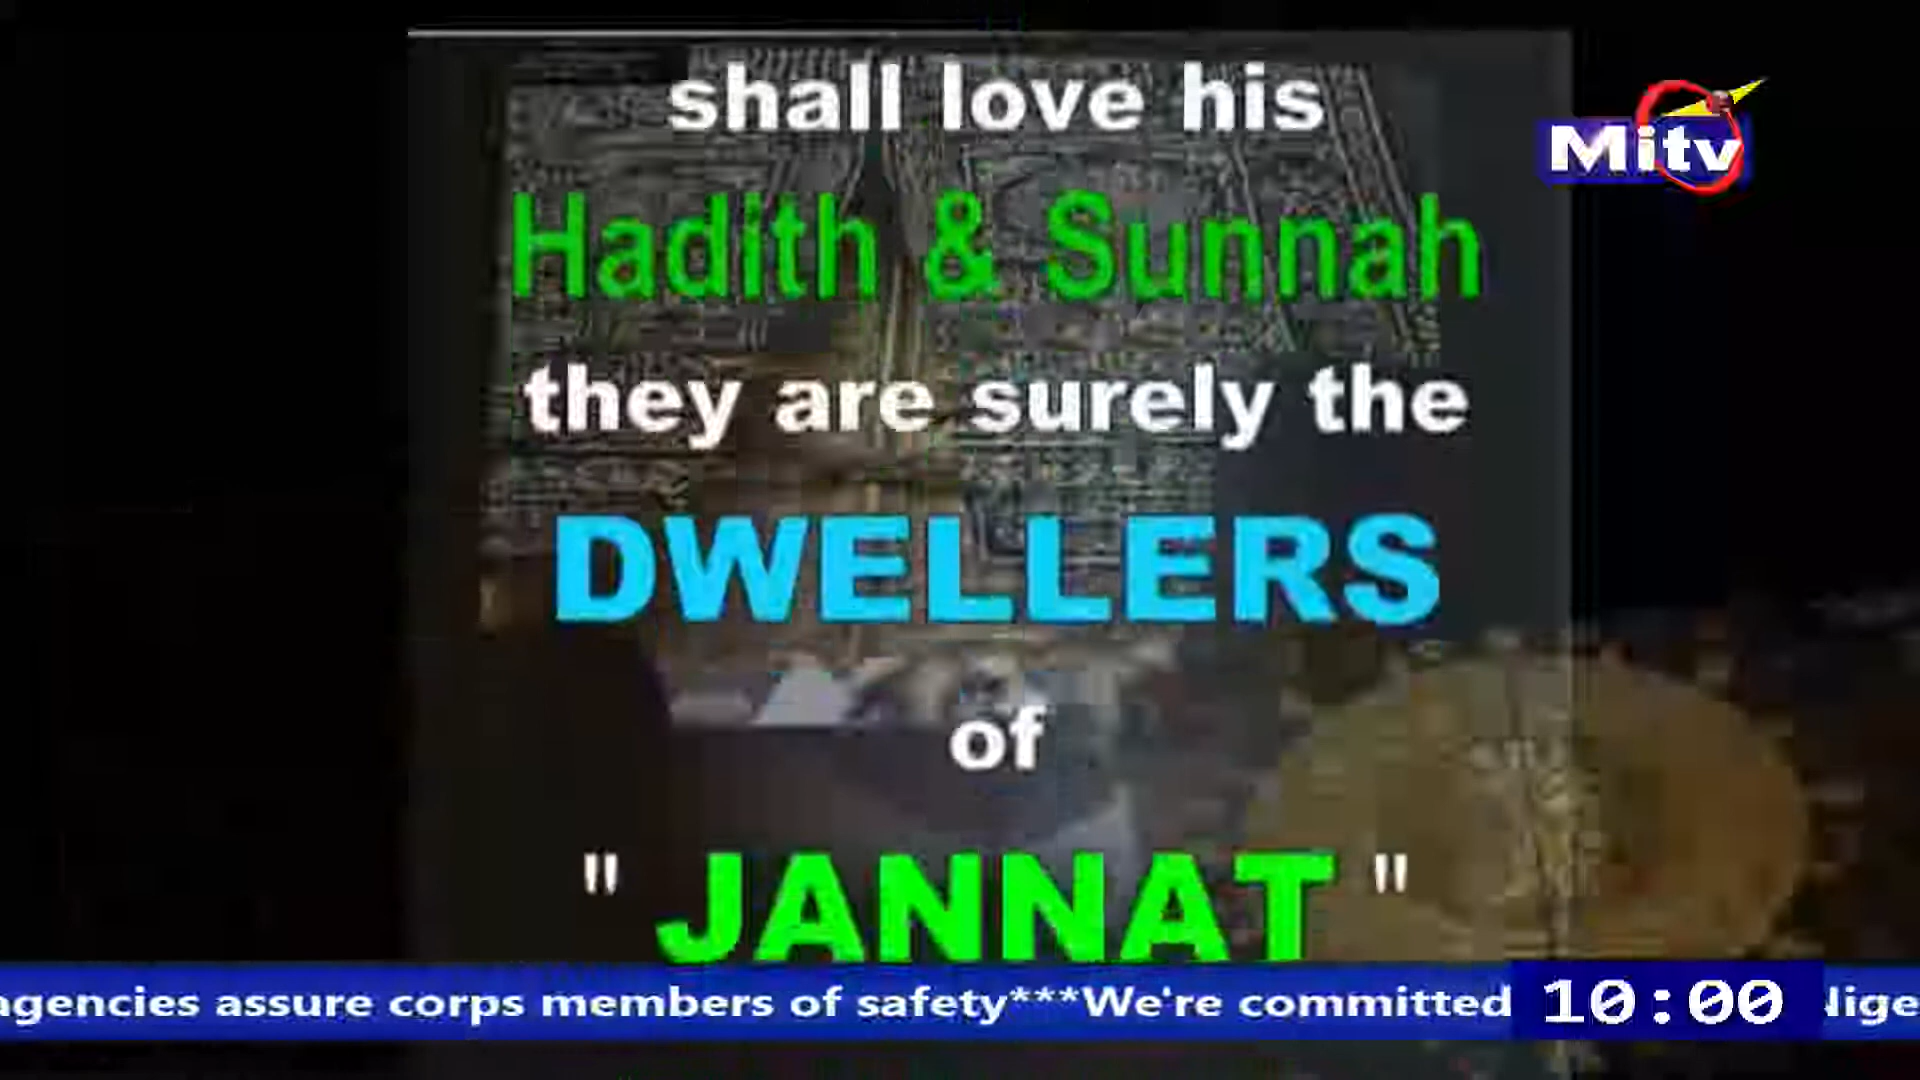 shall love his
Mitv
Hadith & Sunnah
they are surely the
DWELLERS
of
" JANNAT "
agencies assure corps members of safety***We're committed
10:00